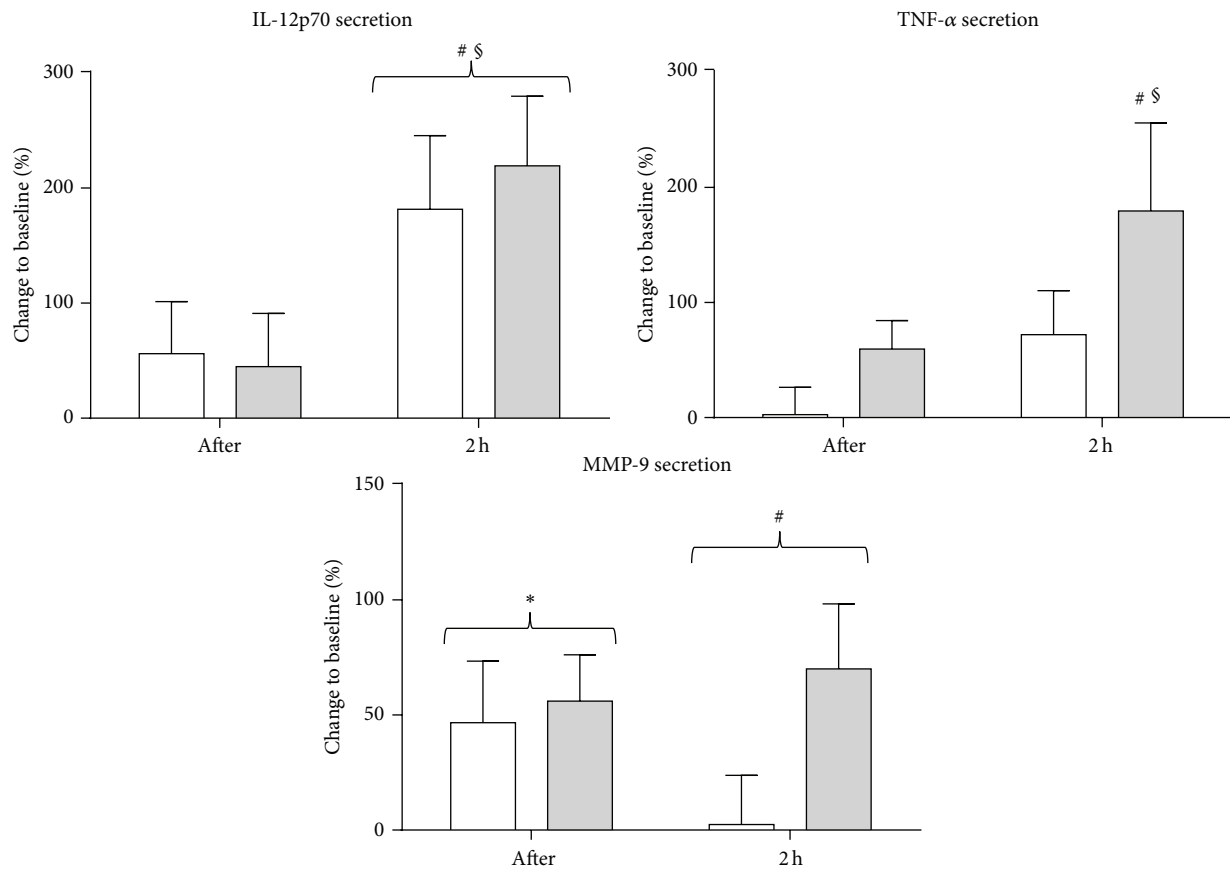 IL-12p70 secretion
# §
300
200
100
0
Change to baseline (%)
After
2 h
TNF-α secretion
# §
300
200
100
0
Change to baseline (%)
After
2 h
MMP-9 secretion
150
100
50
0
Change to baseline (%)
*
#
After
2 h